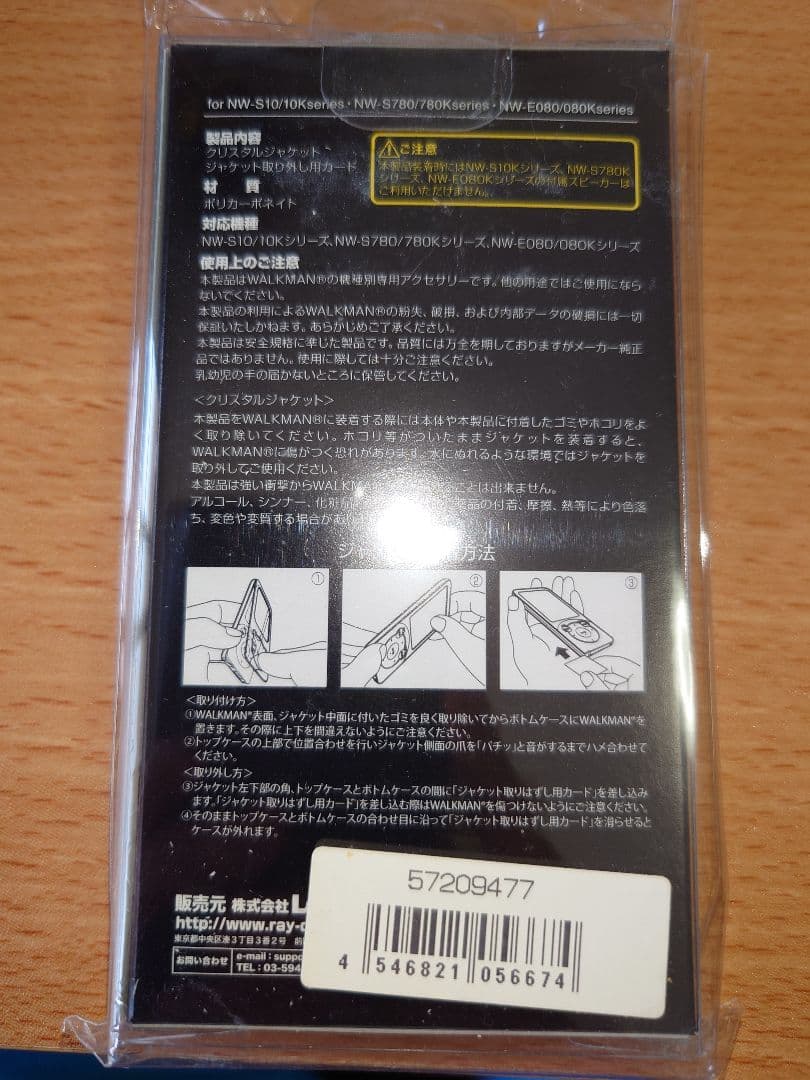 for NW-S10/10Kseries・NW-S780/780Kseries・NW-E080/080Kseries
製品内容
クリスタルジャケット
ジャケット取り外し用カード
材 質
ポリカーボネイト
⚠ご注意
本製品装着時にはNW-S10Kシリーズ、NW-S780K
シリーズ、NW-E080Kシリーズの付属スピーカーは
ご利用いただけません。
対応機種
NW-S10/10Kシリーズ、NW-S780/780Kシリーズ、NW-E080/080Kシリーズ
使用上のご注意
本製品はWALKMAN®の機種別専用アクセサリーです。他の用途ではご使用になら
ないでください。
本製品の利用によるWALKMAN®の紛失、破損、および内部データの破損には一切
保証いたしかねます。あらかじめご了承ください。
本製品は安全規格に準じた製品です。品質には万全を期しておりますがメーカー純正
品ではありません。使用に際しては十分ご注意ください。
乳幼児の手の届かないところに保管してください。
<クリスタルジャケット>
本製品をWALKMAN®に装着する際には本体や本製品に付着したゴミやホコリをよ
く取り除いてください。ホコリ等がついたままジャケットを装着すると、
WALKMAN®に傷がつく恐れがあります。水にぬれるような環境ではジャケットを
取り外してご使用ください。
本製品は強い衝撃からWALKM ことは出来ません。
アルコール、シンナー、化粧品 の付着、摩擦、熱等により色落
ち、変色や変質する場合があ
ジャ 方法
① ② ③
④
<取り付け方>
①WALKMAN®表面、ジャケット中面に付いたゴミを良く取り除いてからボトムケースにWALKMAN®を
置きます。その際に上下を間違えないようにご注意ください。
②トップケースの上部で位置合わせを行いジャケット側面の爪を「パチッ」と音がするまでハメ合わせて
ください。
<取り外し方>
③ジャケット左下部の角、トップケースとボトムケースの間に「ジャケット取りはずし用カード」を差し込み
ます。「ジャケット取りはずし用カード」を差し込む際はWALKMAN®を傷つけないようにご注意ください。
④そのままトップケースとボトムケースの合わせ目に沿って「ジャケット取りはずし用カード」を滑らせると
ケースが外れます。
販売元 株式会社
http://www.ray-
東京都中央区湊3丁目3番2号
お問い合わせ
e-mail : suppo
TEL : 03-594
57209477
4 546821 056674